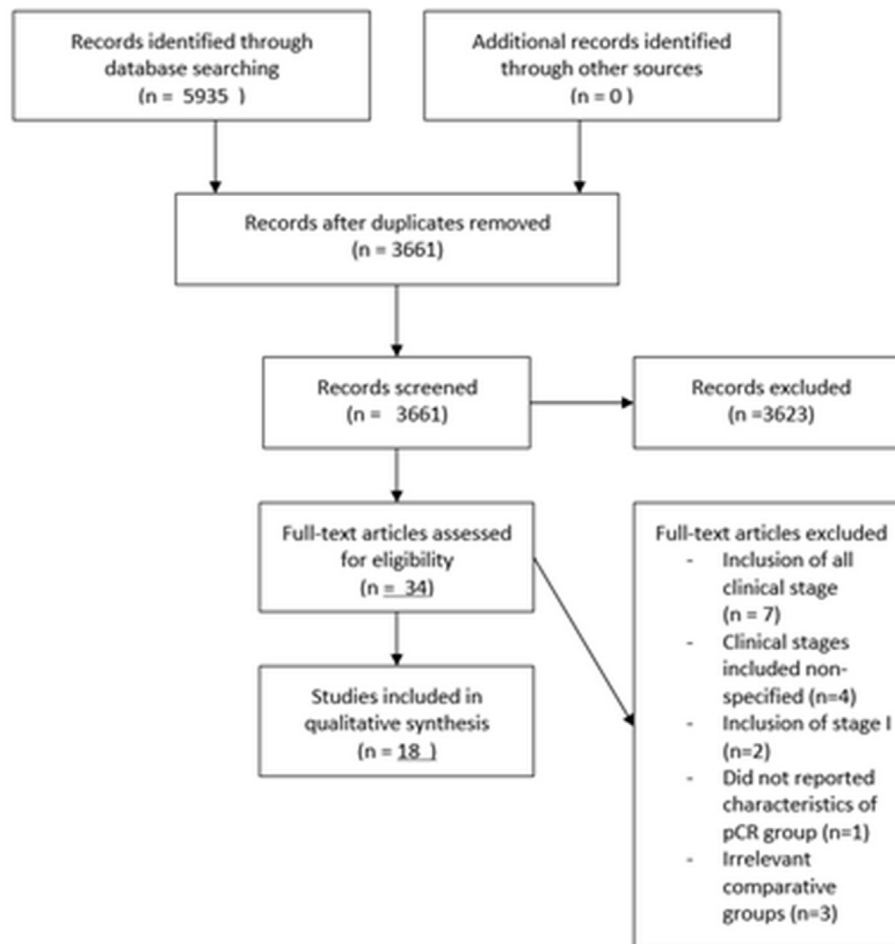 Records identified through
database searching
(n = 5935 )
Additional records identified
through other sources
(n = 0 )
Records after duplicates removed
(n = 3661)
Records screened
(n = 3661)
Records excluded
(n =3623)
Full-text articles assessed
for eligibility
(n = 34)
Full-text articles excluded
- Inclusion of all
clinical stage
(n = 7)
- Clinical stages
included non-
specified (n=4)
- Inclusion of stage I
(n=2)
- Did not reported
characteristics of
pCR group (n=1)
- Irrelevant
comparative
groups (n=3)
Studies included in
qualitative synthesis
(n = 18 )